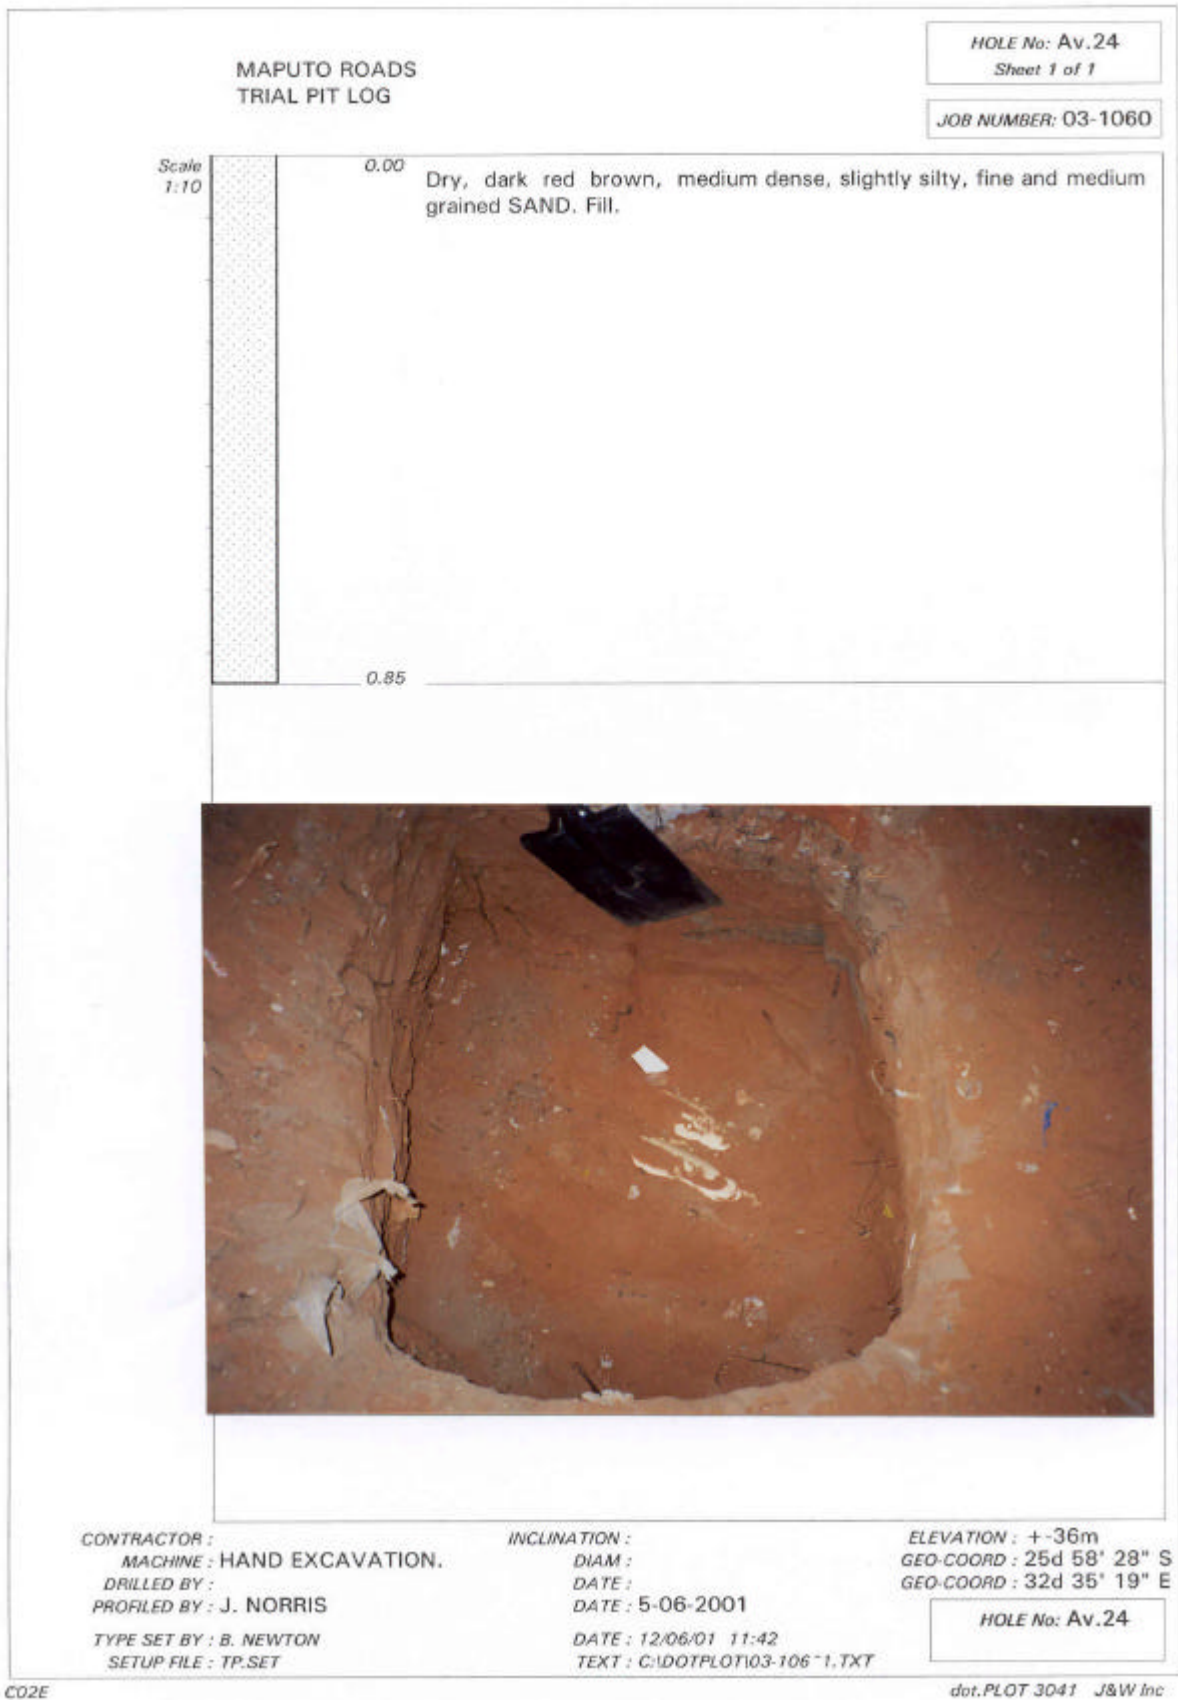 MAPUTO ROADS
TRIAL PIT LOG
HOLE No: Av.24
Sheet 1 of 1
JOB NUMBER: 03-1060
Scale
1:10
0.00
Dry, dark red brown, medium dense, slightly silty, fine and medium
grained SAND. Fill.
0.85
CONTRACTOR :
MACHINE : HAND EXCAVATION.
DRILLED BY :
PROFILED BY : J. NORRIS
TYPE SET BY : B. NEWTON
SETUP FILE : TP.SET
INCLINATION :
DIAM :
DATE :
DATE : 5-06-2001
DATE : 12/06/01 11:42
TEXT : C:\DOTPLOT\03-106~1.TXT
ELEVATION : +-36m
GEO-COORD : 25d 58' 28" S
GEO-COORD : 32d 35' 19" E
HOLE No: Av.24
C02E
dot.PLOT 3041 J&W Inc